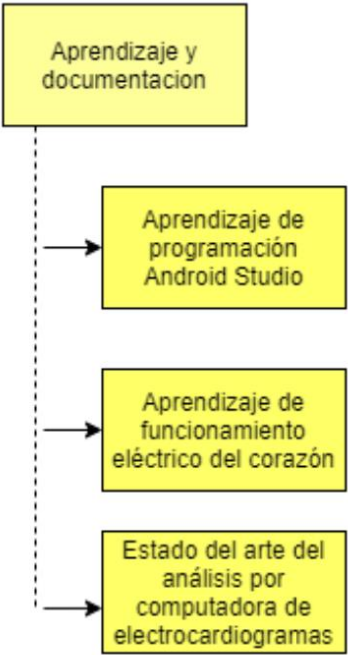 Aprendizaje y
documentacion
Aprendizaje de
programación
Android Studio
Aprendizaje de
funcionamiento
eléctrico del corazón
Estado del arte del
análisis por
computadora de
electrocardiogramas